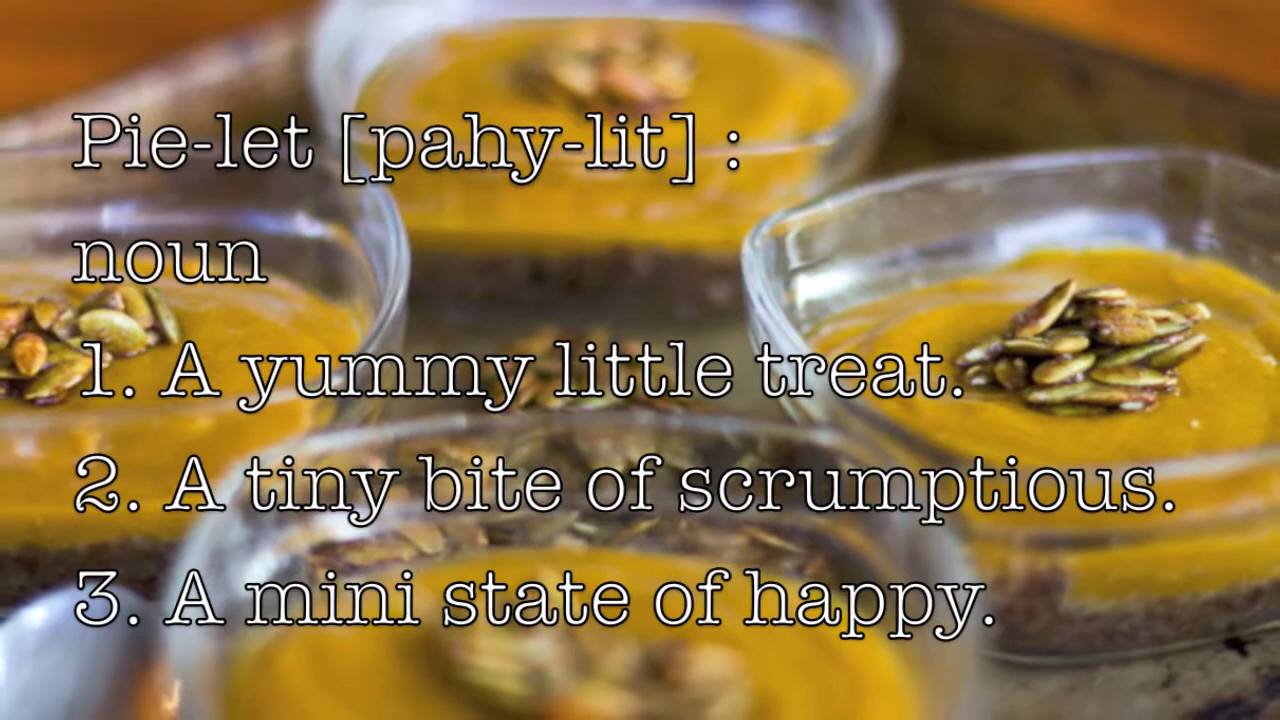 Pie-let [pahy-lit] :
noun
1. A yummy little treat.
2. A tiny bite of scrumptious.
3. A mini state of happy.